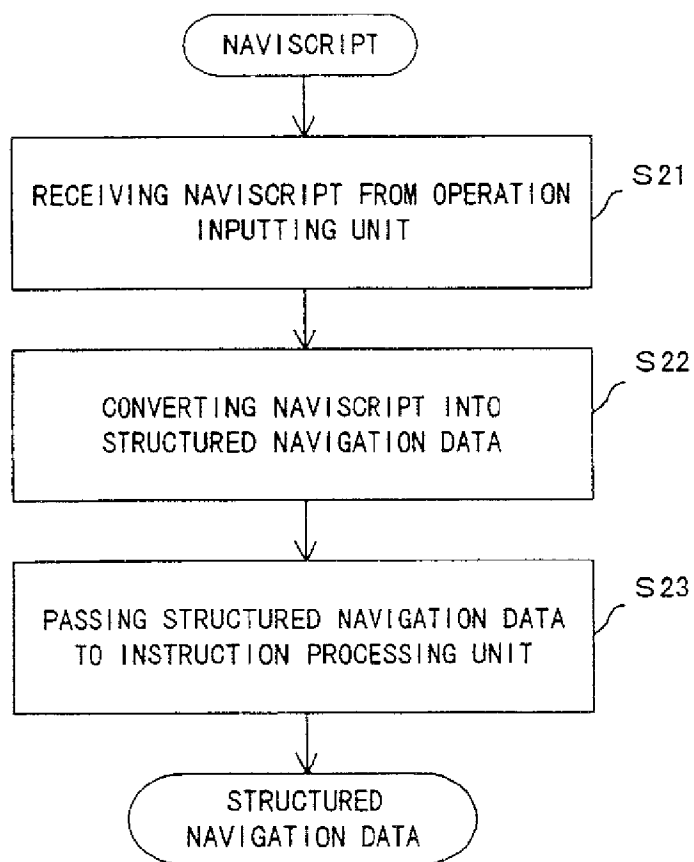 NAVISCRIPT
RECEIVING NAVISCRIPT FROM OPERATION
INPUTTING UNIT
S21
CONVERTING NAVISCRIPT INTO
STRUCTURED NAVIGATION DATA
S22
PASSING STRUCTURED NAVIGATION DATA
TO INSTRUCTION PROCESSING UNIT
S23
STRUCTURED
NAVIGATION DATA